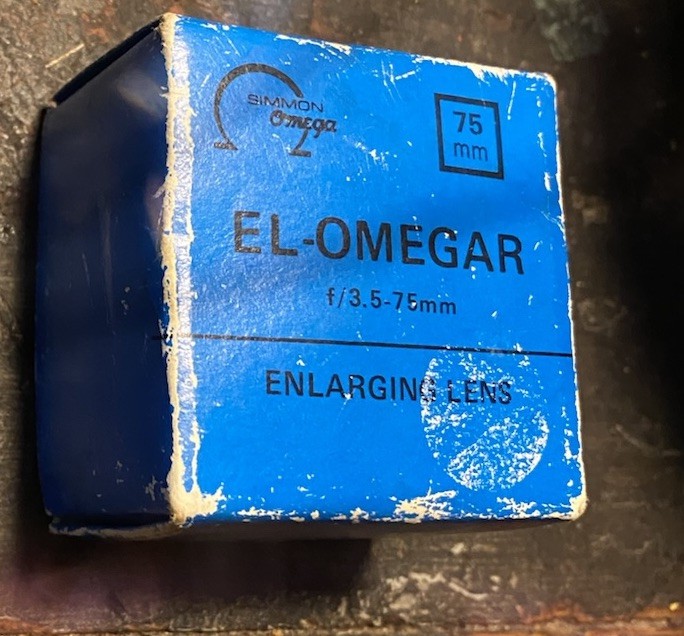 SIMMON
Omega
75
mm
EL-OMEGAR
f/3.5-75mm
ENLARGING LENS